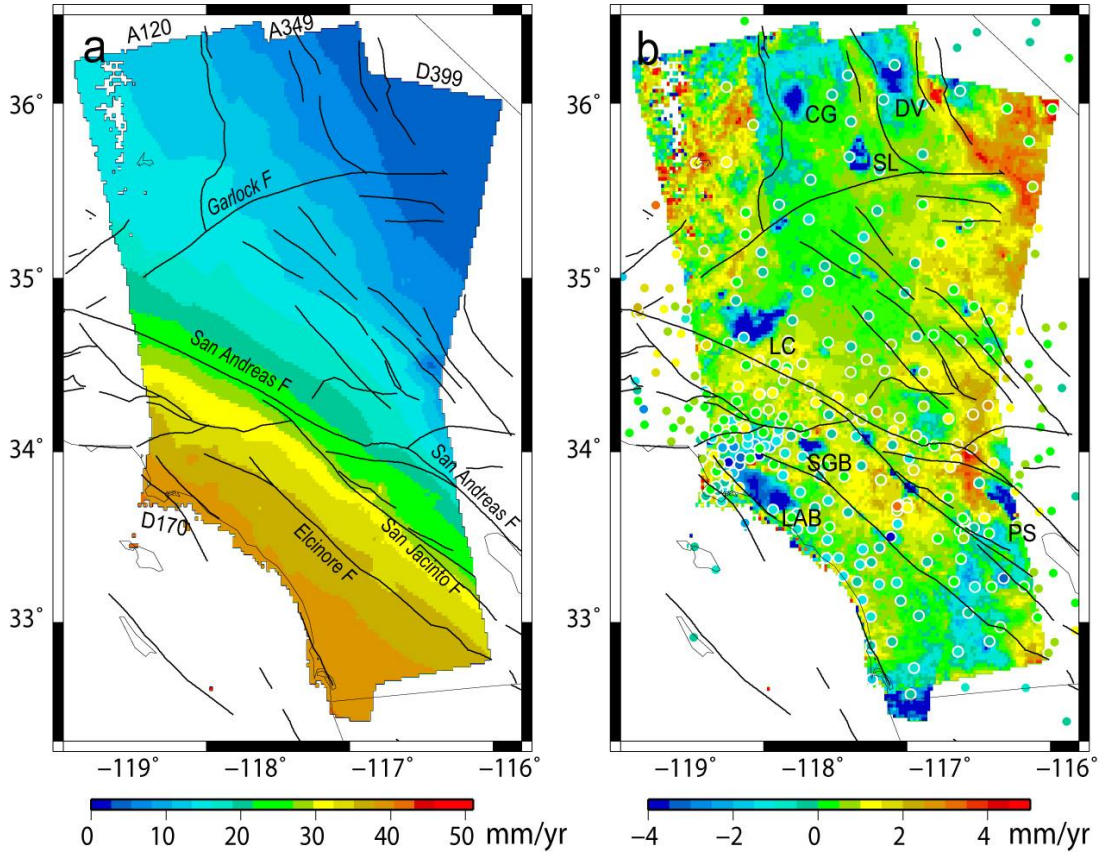 a
A120
A349
D399
36°
Garlock F
35°
San Andreas F
34°
San Andreas F
D170
Elcinore F
San Jacinto F
33°
−119° −118° −117° −116°
0 10 20 30 40 50 mm/yr
b
36°
CG
DV
SL
35°
LC
34°
SGB
LAB
PS
33°
−119° −118° −117° −116°
−4 −2 0 2 4 mm/yr